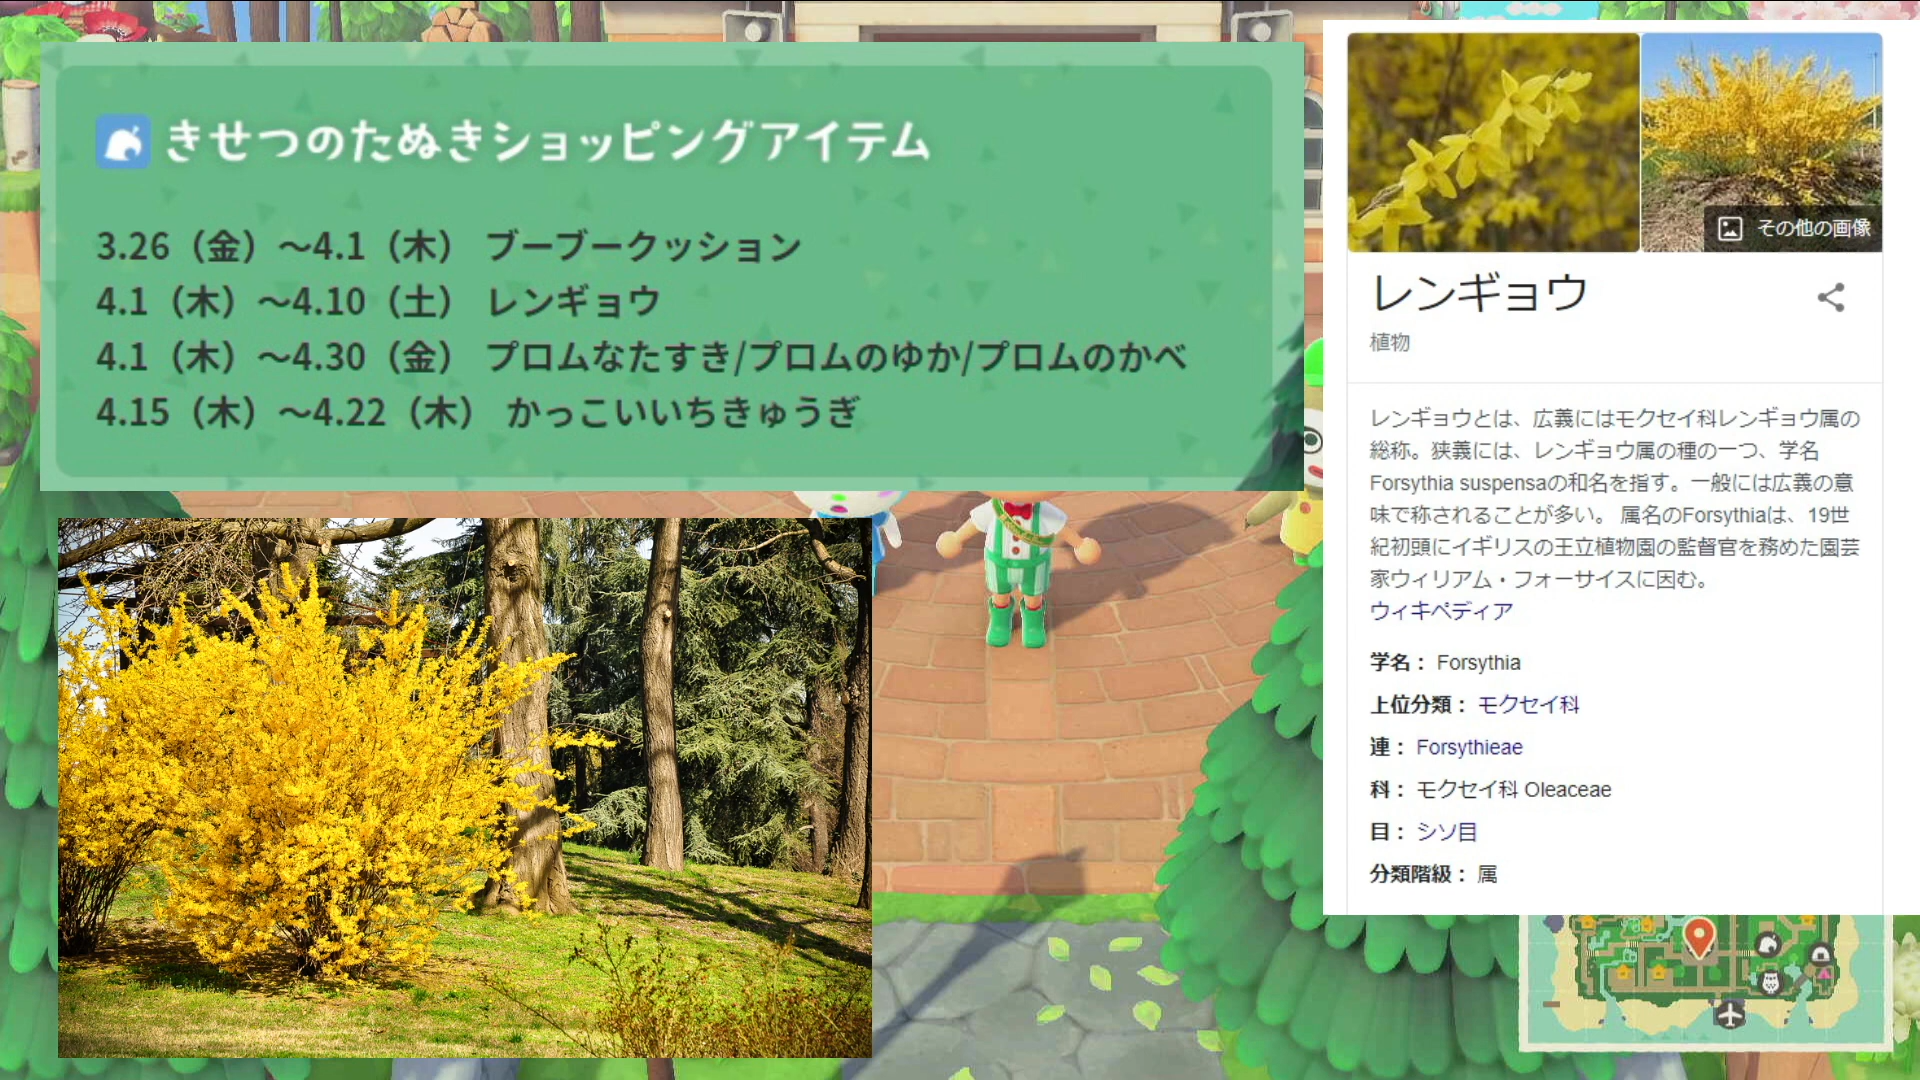 きせつのたぬきショッピングアイテム
3.26（金）～4.1（木） ブーブークッション
4.1（木）～4.10（土） レンギョウ
4.1（木）～4.30（金） プロムなたすき/プロムのゆか/プロムのかべ
4.15（木）～4.22（木） かっこいいちきゅうぎ
その他の画像
レンギョウ
植物
レンギョウとは、広義にはモクセイ科レンギョウ属の
総称。狭義には、レンギョウ属の種の一つ、学名
Forsythia suspensaの和名を指す。一般には広義の意
味で称されることが多い。 属名のForsythiaは、19世
紀初頭にイギリスの王立植物園の監督官を務めた園芸
家ウィリアム・フォーサイスに因む。
ウィキペディア
学名： Forsythia
上位分類： モクセイ科
連： Forsythieae
科： モクセイ科 Oleaceae
目： シソ目
分類階級： 属